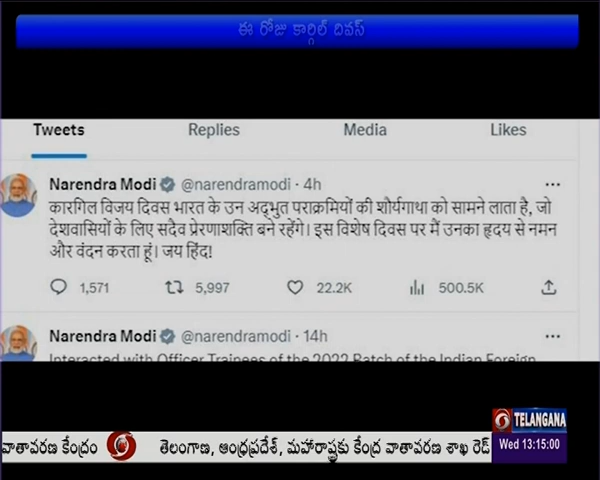 ఈ రోజు కార్గిల్ దివస్
Tweets Replies Media Likes
Narendra Modi @narendramodi · 4h
कारगिल विजय दिवस भारत के उन अद्भुत पराक्रमियों की शौर्यगाथा को सामने लाता है, जो
देशवासियों के लिए सदैव प्रेरणाशक्ति बने रहेंगे। इस विशेष दिवस पर मैं उनका हृदय से नमन
और वंदन करता हूं। जय हिंद!
1,571 5,997 22.2K 500.5K
Narendra Modi @narendramodi · 14h
Interacted with Officer Trainees of the 2022 Batch of the Indian Foreign
TELANGANA
Wed 13:15:00
వాతావరణ కేంద్రం తెలంగాణ, ఆంధ్రప్రదేశ్, మహారాష్ట్రకు కేంద్ర వాతావరణ శాఖ రెడ్